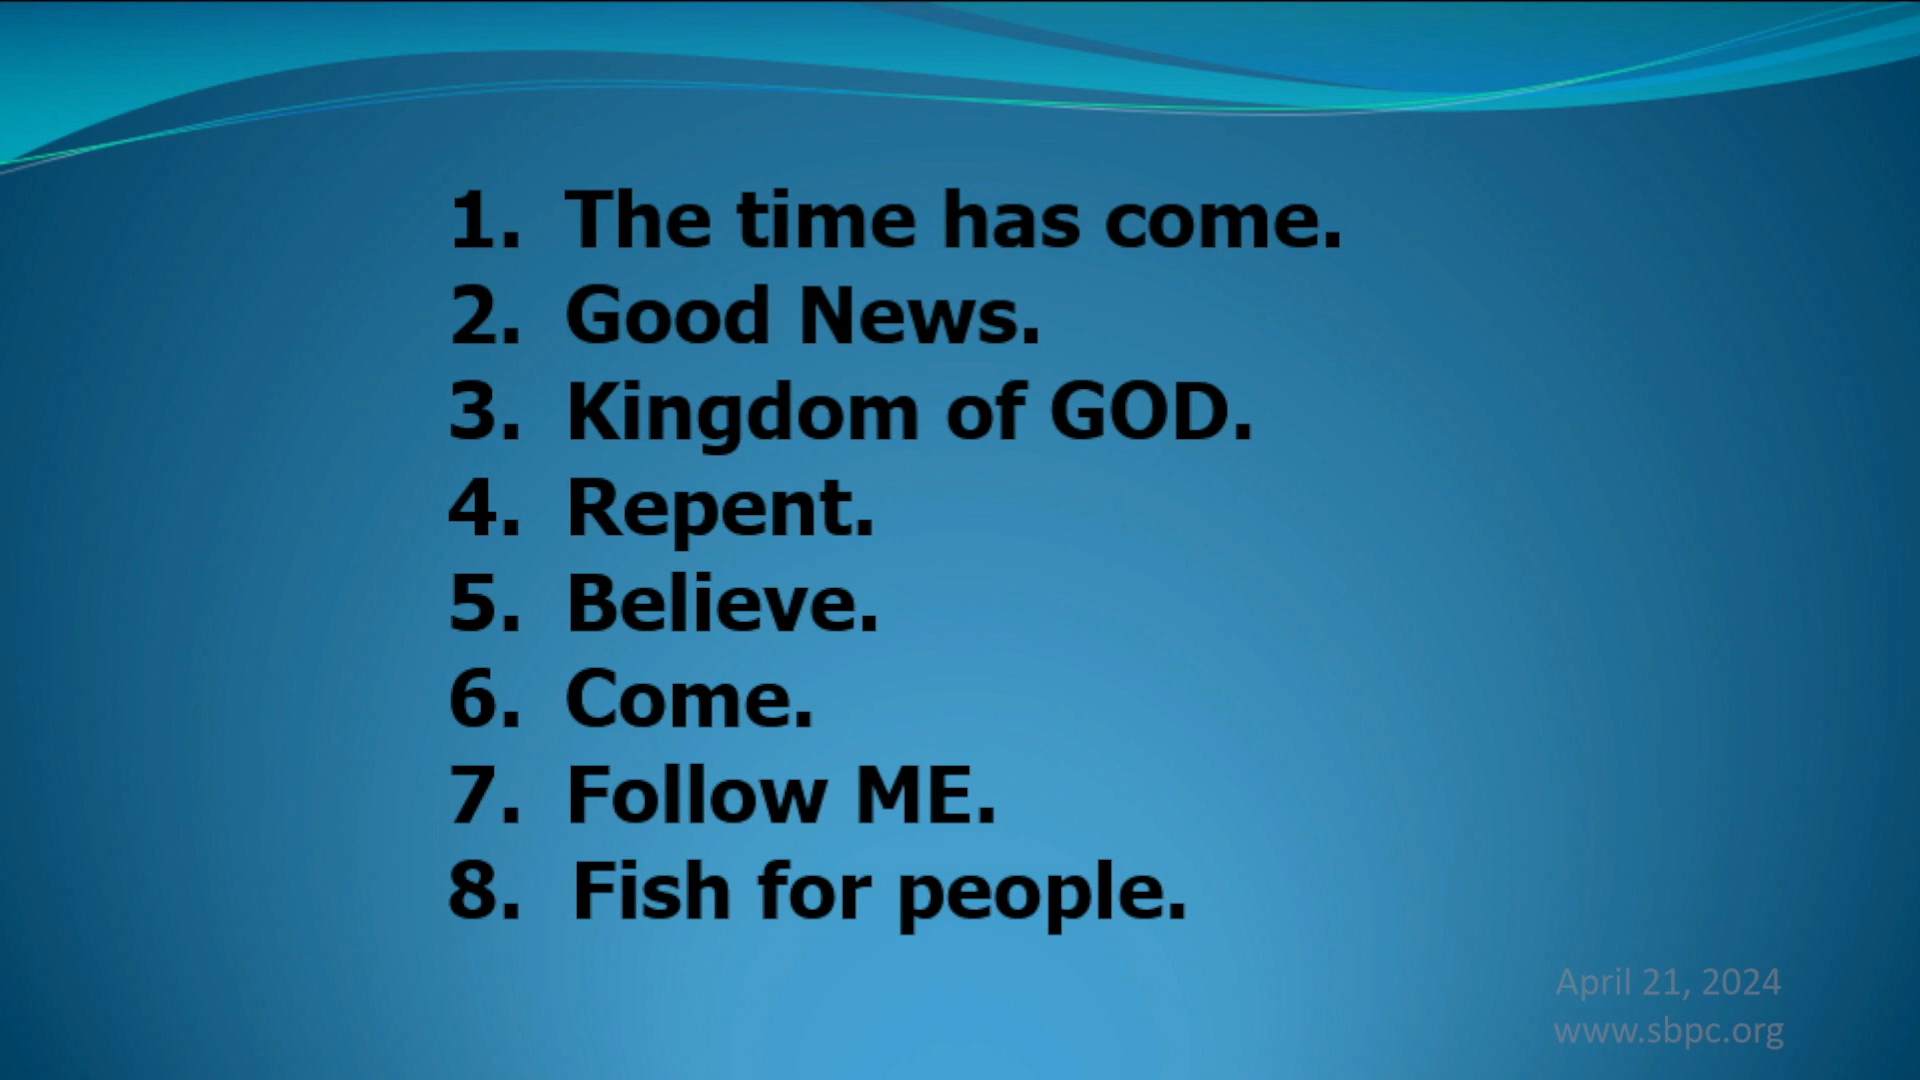 1. The time has come.
2. Good News.
3. Kingdom of GOD.
4. Repent.
5. Believe.
6. Come.
7. Follow ME.
8. Fish for people.
April 21, 2024
www.sbpc.org